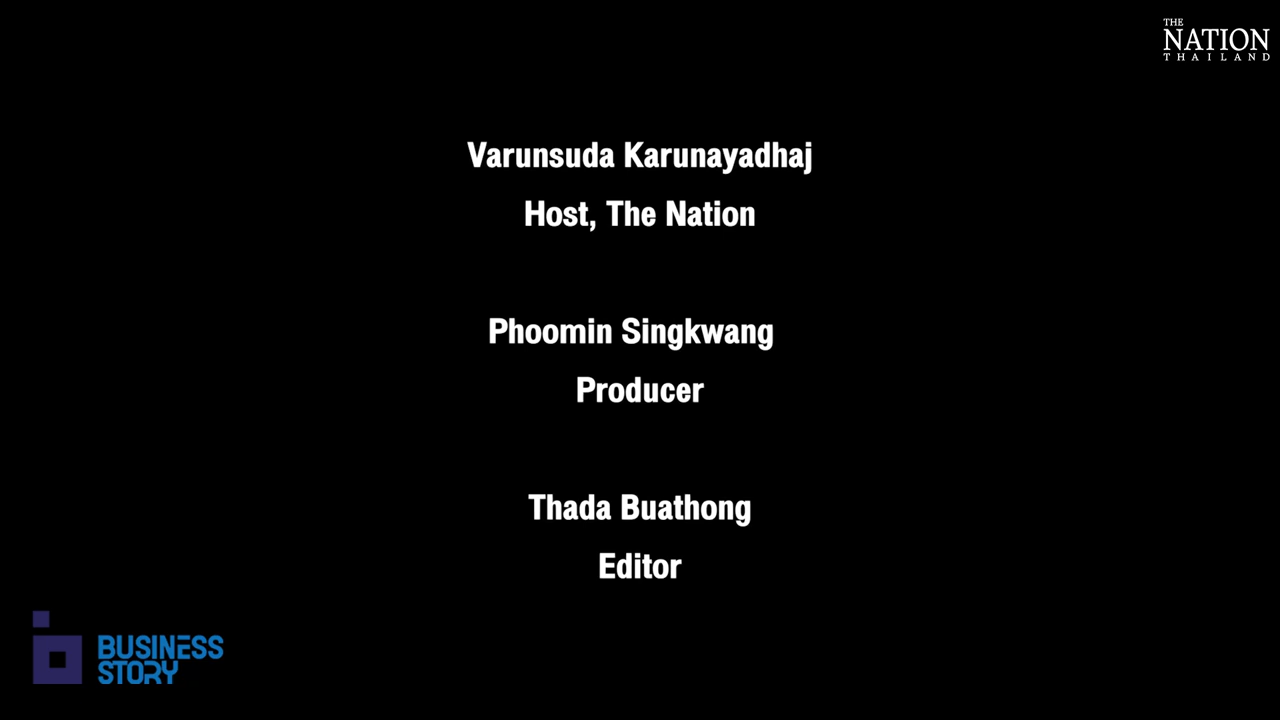 THE
NATION
THAILAND
Varunsuda Karunayadhaj
Host, The Nation
Phoomin Singkwang
Producer
Thada Buathong
Editor
BUSINESS
STORY